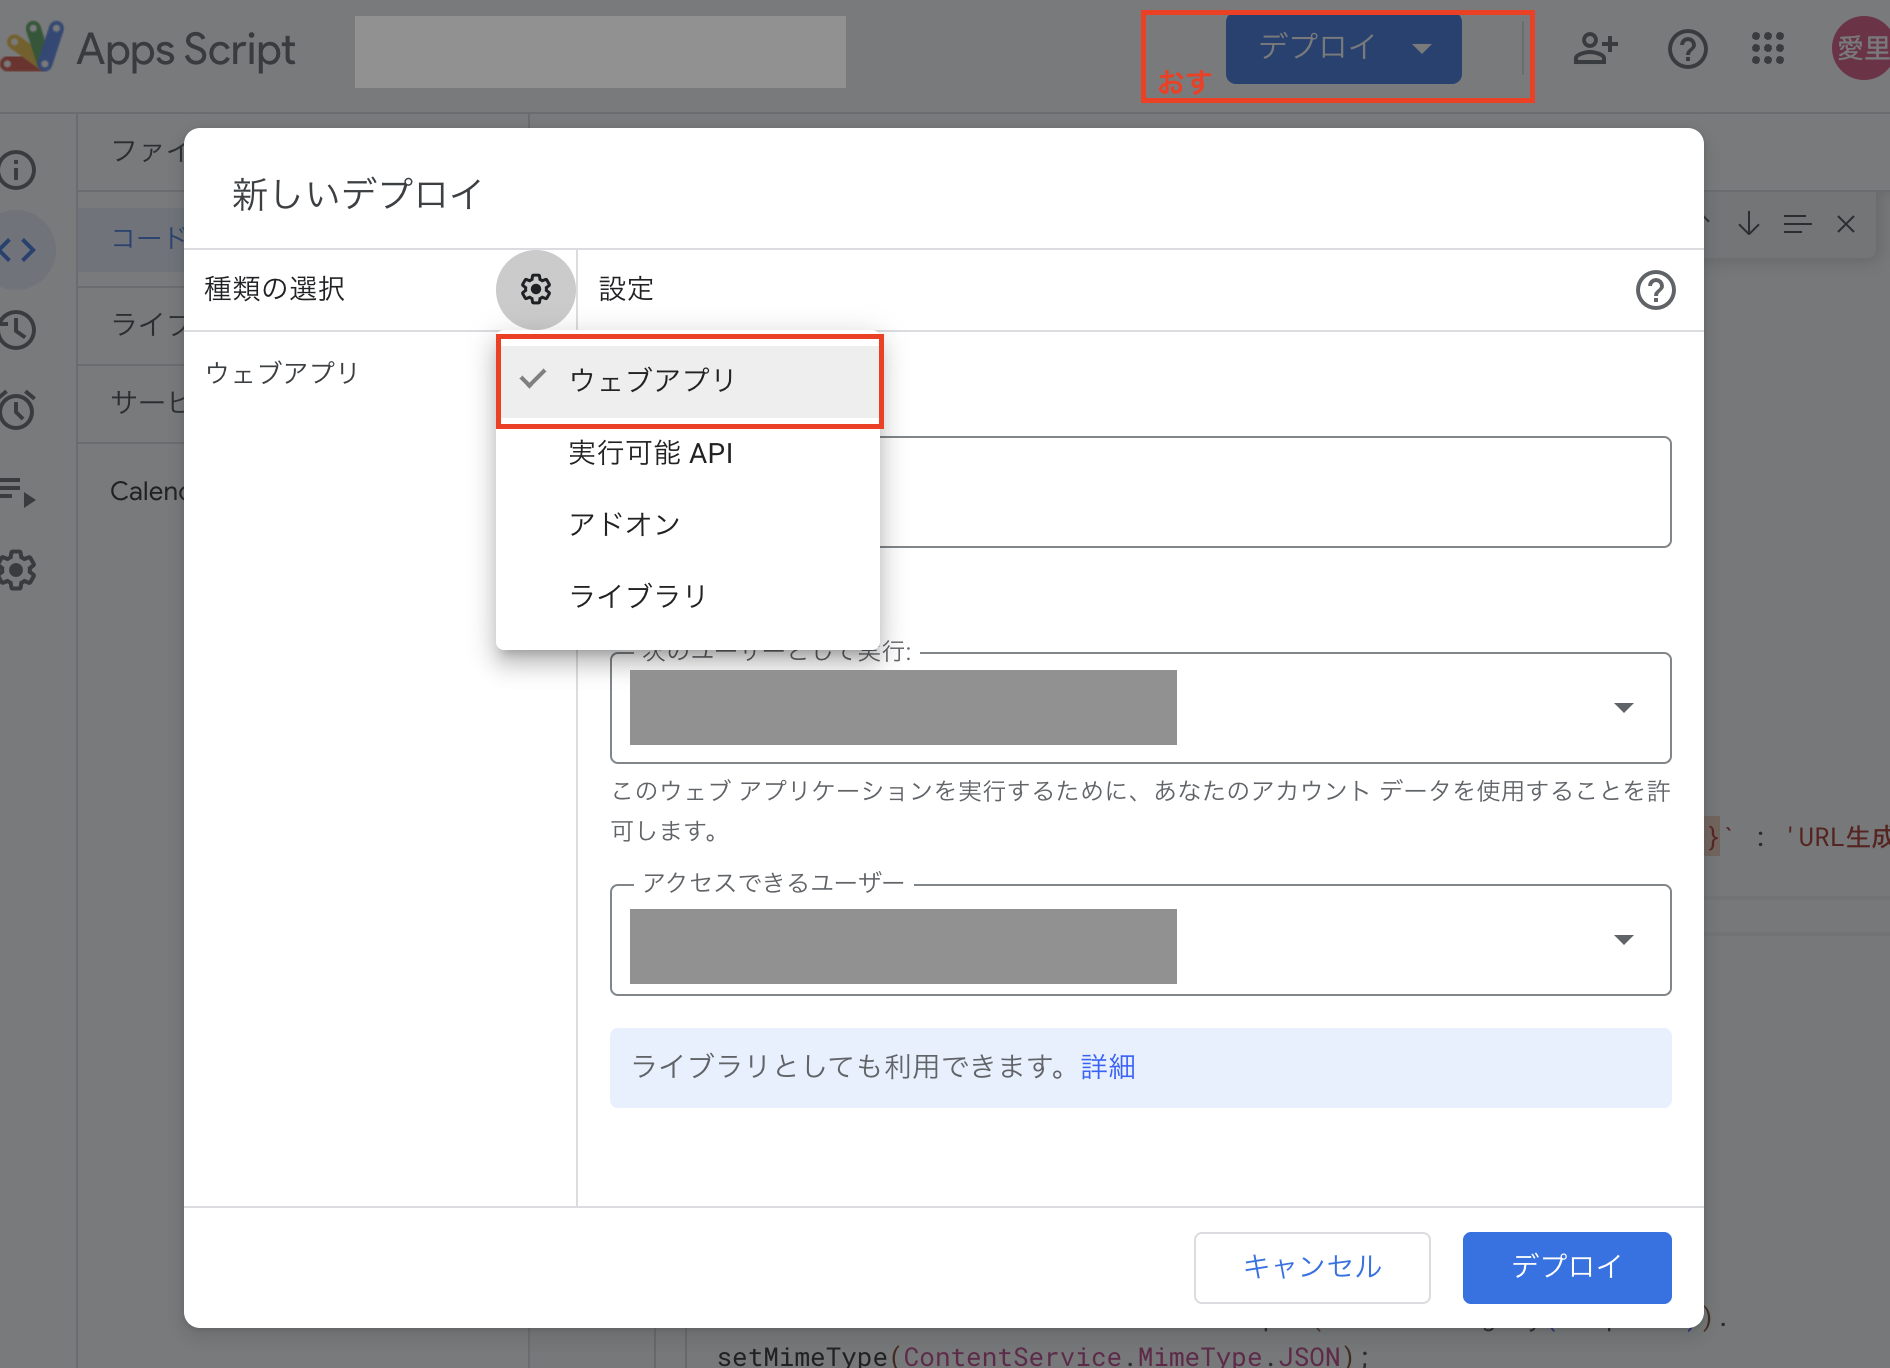 Apps Script
デプロイ
おす
愛里
ファイ
新しいデプロイ
コード
種類の選択
設定
ライブ
ウェブアプリ
ウェブアプリ
サービ
実行可能 API
Calend
アドオン
ライブラリ
次のユーザーとして実行:
このウェブ アプリケーションを実行するために、あなたのアカウント データを使用することを許
可します。
}` : 'URL生成
アクセスできるユーザー
ライブラリとしても利用できます。詳細
キャンセル
デプロイ
).
setMimeType(ContentService.MimeType.JSON);